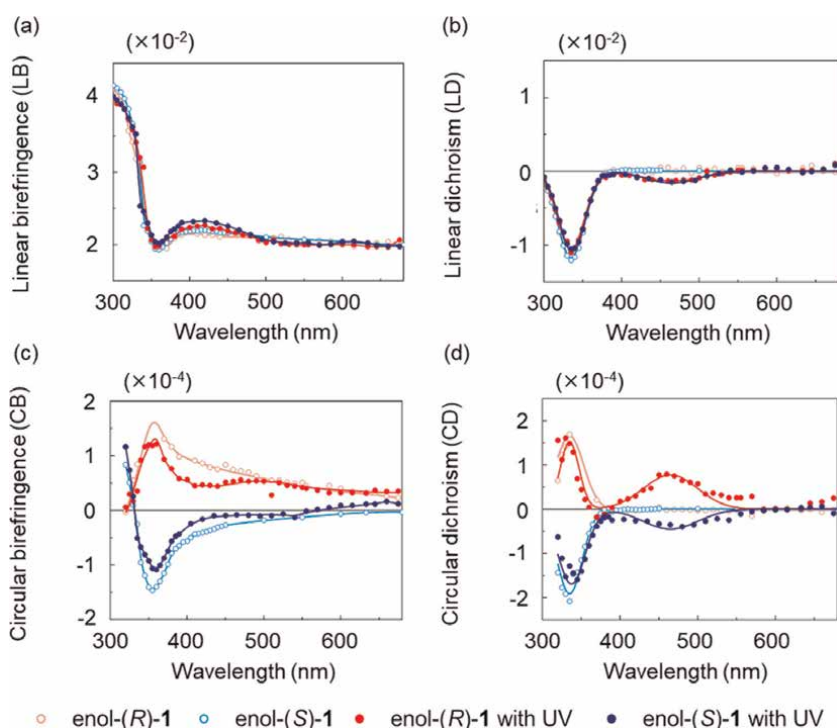 (a)
(×10⁻²)
Linear birefringence (LB)
4
3
2
300 400 500 600
Wavelength (nm)
(b)
(×10⁻²)
Linear dichroism (LD)
1
0
-1
300 400 500 600
Wavelength (nm)
(c)
(×10⁻⁴)
Circular birefringence (CB)
2
1
0
-1
-2
300 400 500 600
Wavelength (nm)
(d)
(×10⁻⁴)
Circular dichroism (CD)
2
1
0
-1
-2
300 400 500 600
Wavelength (nm)
enol-(R)-1 enol-(S)-1 enol-(R)-1 with UV enol-(S)-1 with UV